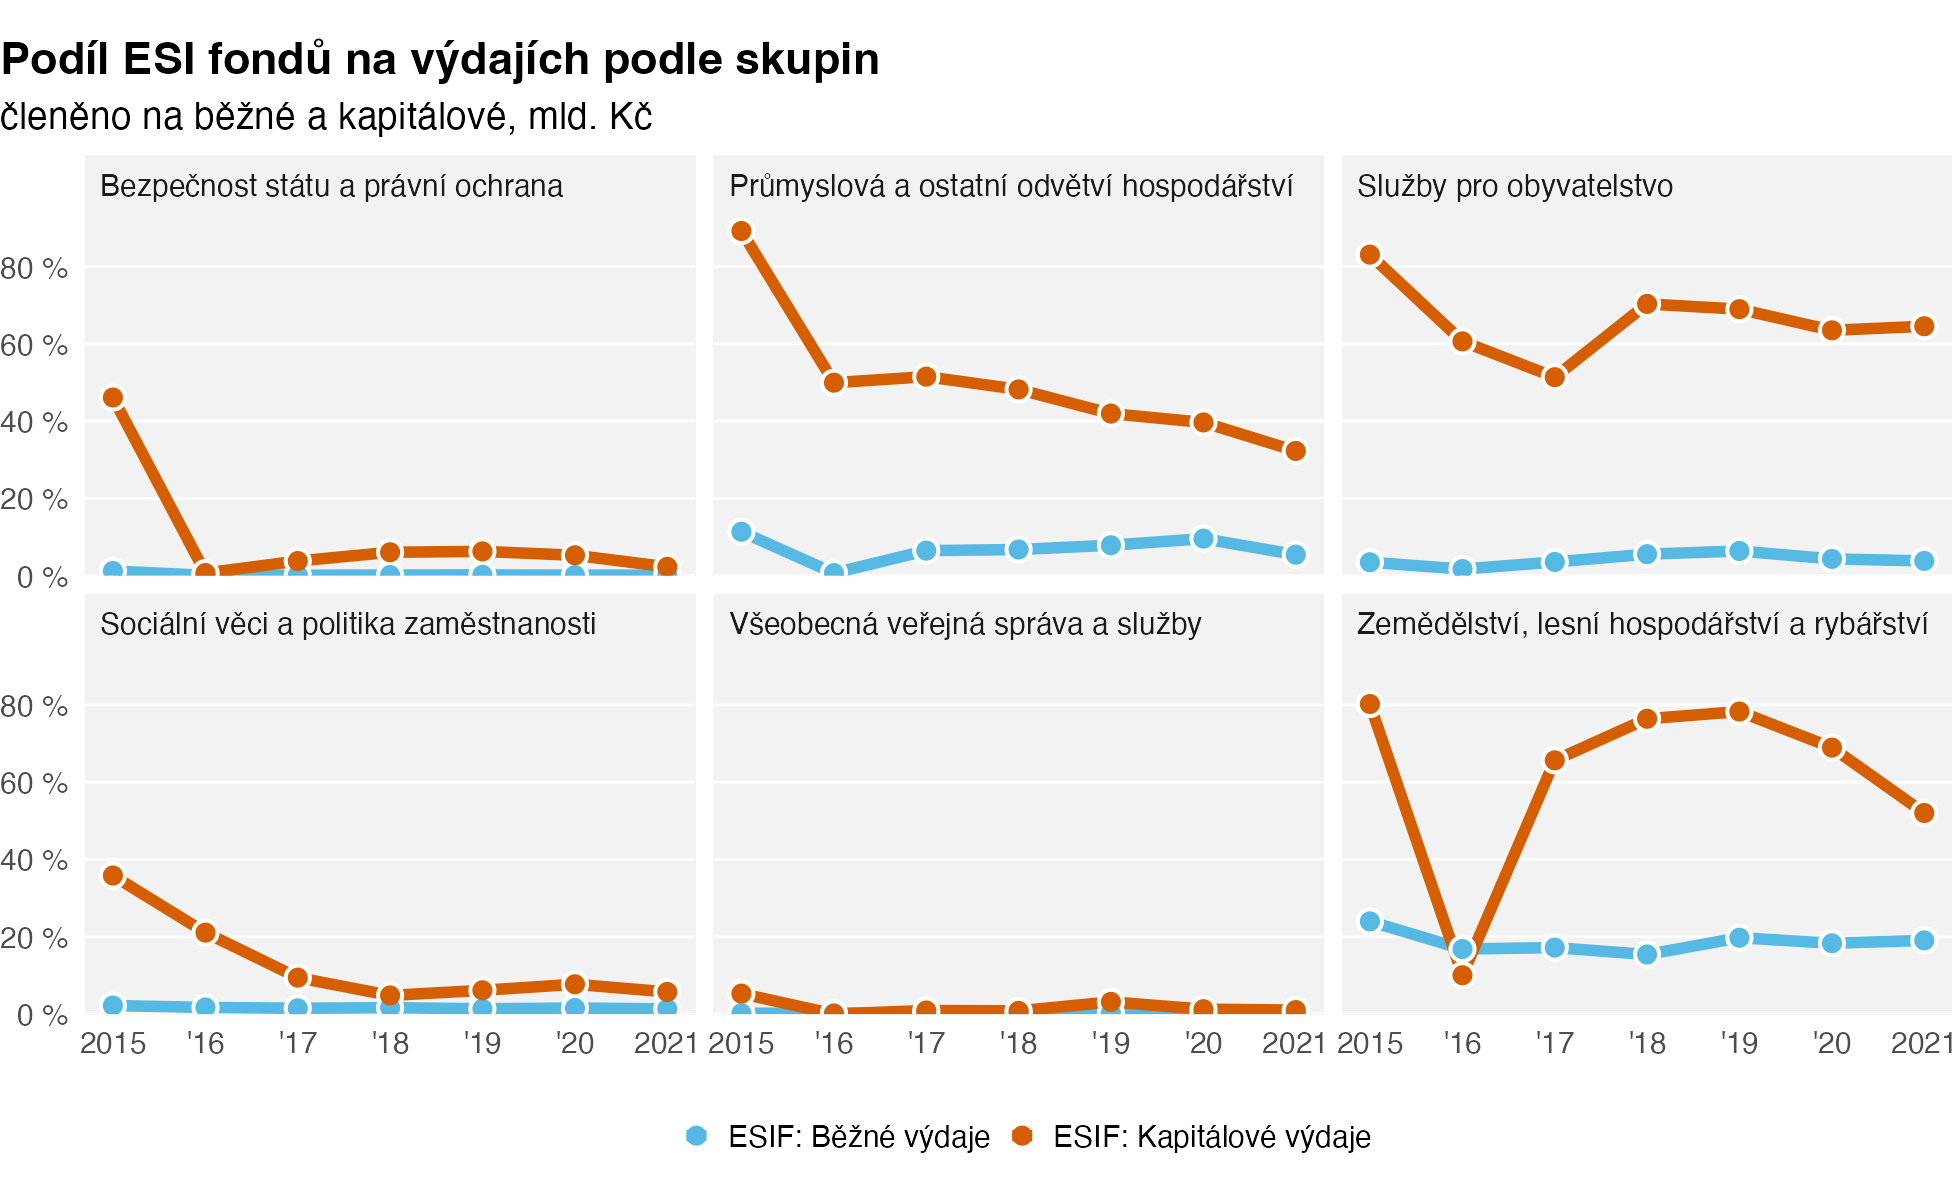 Podíl ESI fondů na výdajích podle skupin
členěno na běžné a kapitálové, mld. Kč
Bezpečnost státu a právní ochrana
Průmyslová a ostatní odvětví hospodářství
Služby pro obyvatelstvo
80 %
60 %
40 %
20 %
0 %
Sociální věci a politika zaměstnanosti
Všeobecná veřejná správa a služby
Zemědělství, lesní hospodářství a rybářství
80 %
60 %
40 %
20 %
0 %
2015 '16 '17 '18 '19 '20 2021 2015 '16 '17 '18 '19 '20 2021 2015 '16 '17 '18 '19 '20 2021
ESIF: Běžné výdaje ESIF: Kapitálové výdaje